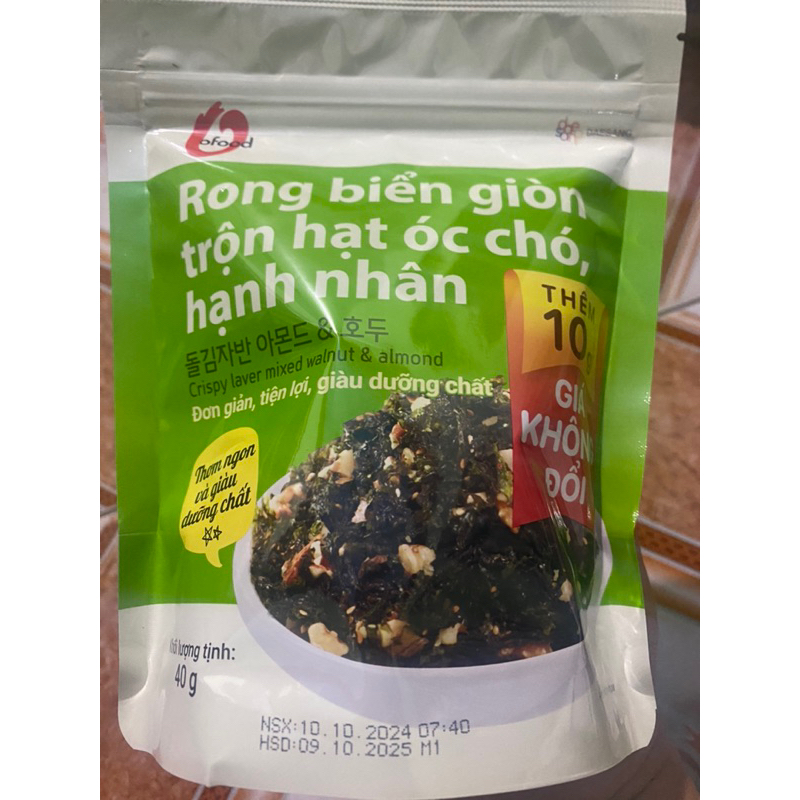 ofood
DAESANG
Rong biển giòn
trộn hạt óc chó,
hạnh nhân
돌김자반 아몬드 & 호두
Crispy laver mixed walnut & almond
Đơn giản, tiện lợi, giàu dưỡng chất
THÊM
10g
GIÁ
KHÔNG
ĐỔI
Thơm ngon
và giàu
dưỡng chất
lượng tịnh:
40 g
NSX:10.10.2024 07:40
HSD:09.10.2025 M1